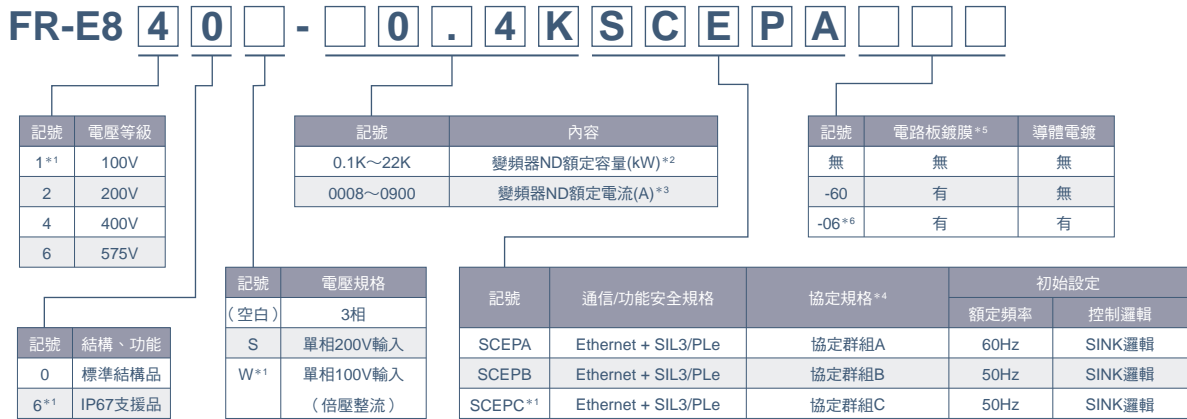 FR-E8 4 0 - 0 . 4 K S C E P A
記號 電壓等級
1*1 100V
2 200V
4 400V
6 575V
記號 結構、功能
0 標準結構品
6*1 IP67支援品
記號 電壓規格
（空白） 3相
S 單相200V輸入
W*1 單相100V輸入
（倍壓整流）
記號 內容
0.1K～22K 變頻器ND額定容量(kW)*2
0008～0900 變頻器ND額定電流(A)*3
記號 通信/功能安全規格 協定規格*4 初始設定
額定頻率 控制邏輯
SCEPA Ethernet + SIL3/PLe 協定群組A 60Hz SINK邏輯
SCEPB Ethernet + SIL3/PLe 協定群組B 50Hz SINK邏輯
SCEPC*1 Ethernet + SIL3/PLe 協定群組C 50Hz SINK邏輯
記號 電路板鍍膜*5 導體電鍍
無 無 無
-60 有 無
-06*6 有 有